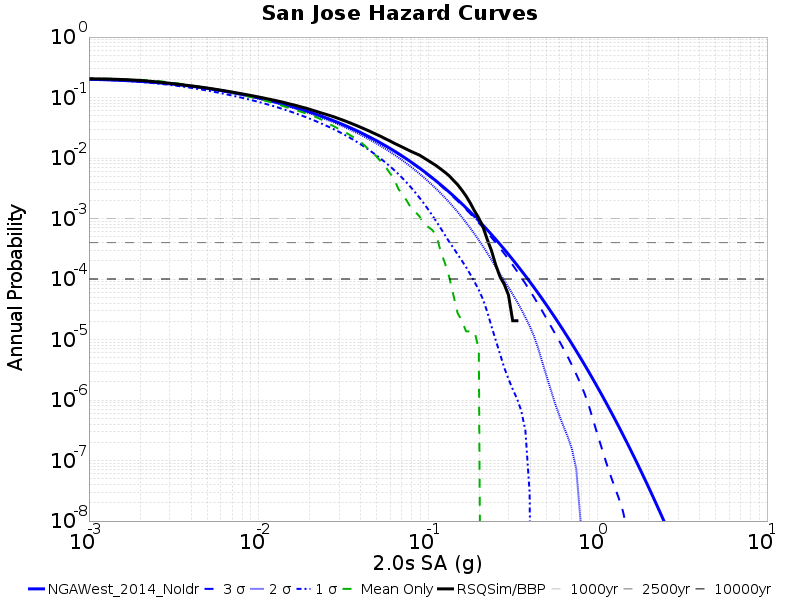 San Jose Hazard Curves
10^0
10^-1
10^-2
10^-3
10^-4
10^-5
10^-6
10^-7
10^-8
Annual Probability
10^-3 10^-2 10^-1 10^0 10^1
2.0s SA (g)
NGAWest_2014_NoIdr 3 σ 2 σ 1 σ Mean Only RSQSim/BBP 1000yr 2500yr 10000yr